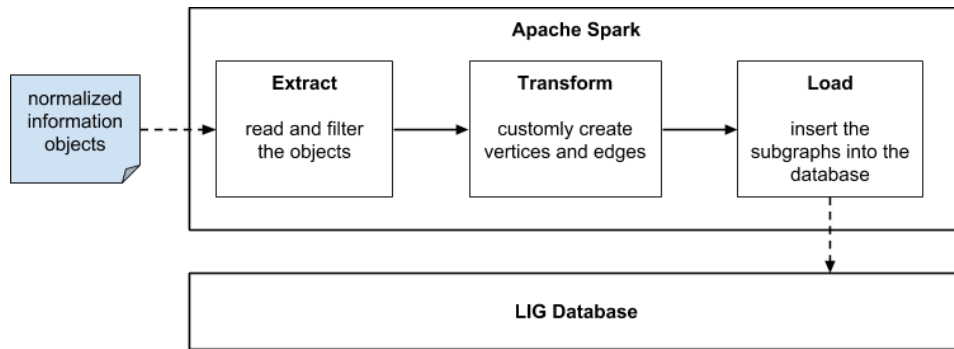 Apache Spark
normalized
information
objects
Extract
read and filter
the objects
Transform
customly create
vertices and edges
Load
insert the
subgraphs into the
database
LIG Database